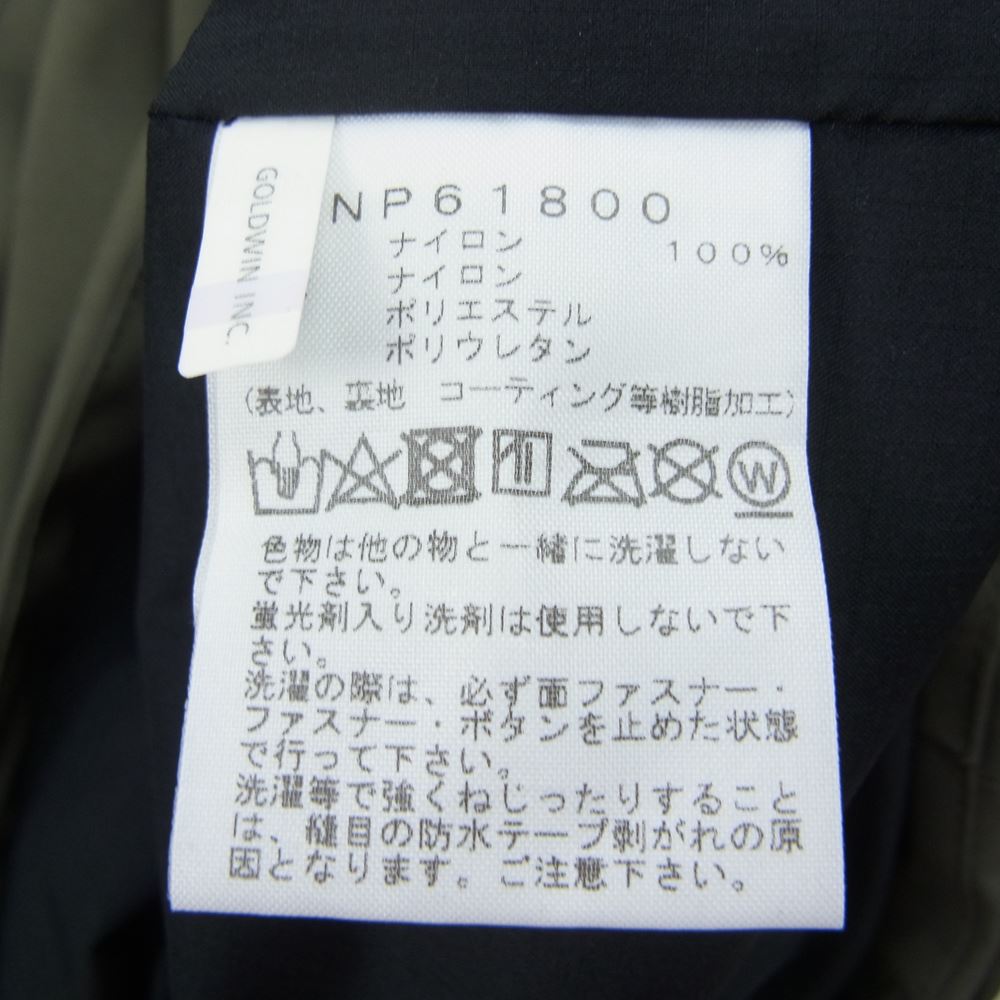 GOLDWIN INC.
NP61800
ナイロン 100%
ナイロン
ポリエステル
ポリウレタン
(表地、裏地 コーティング等樹脂加工)
W
色物は他の物と一緒に洗濯しない
で下さい。
蛍光剤入り洗剤は使用しないで下
さい。
洗濯の際は、必ず面ファスナー・
ファスナー・ボタンを止めた状態
で行って下さい。
洗濯等で強くねじったりすること
は、縫目の防水テープ剥がれの原
因となります。ご注意下さい。